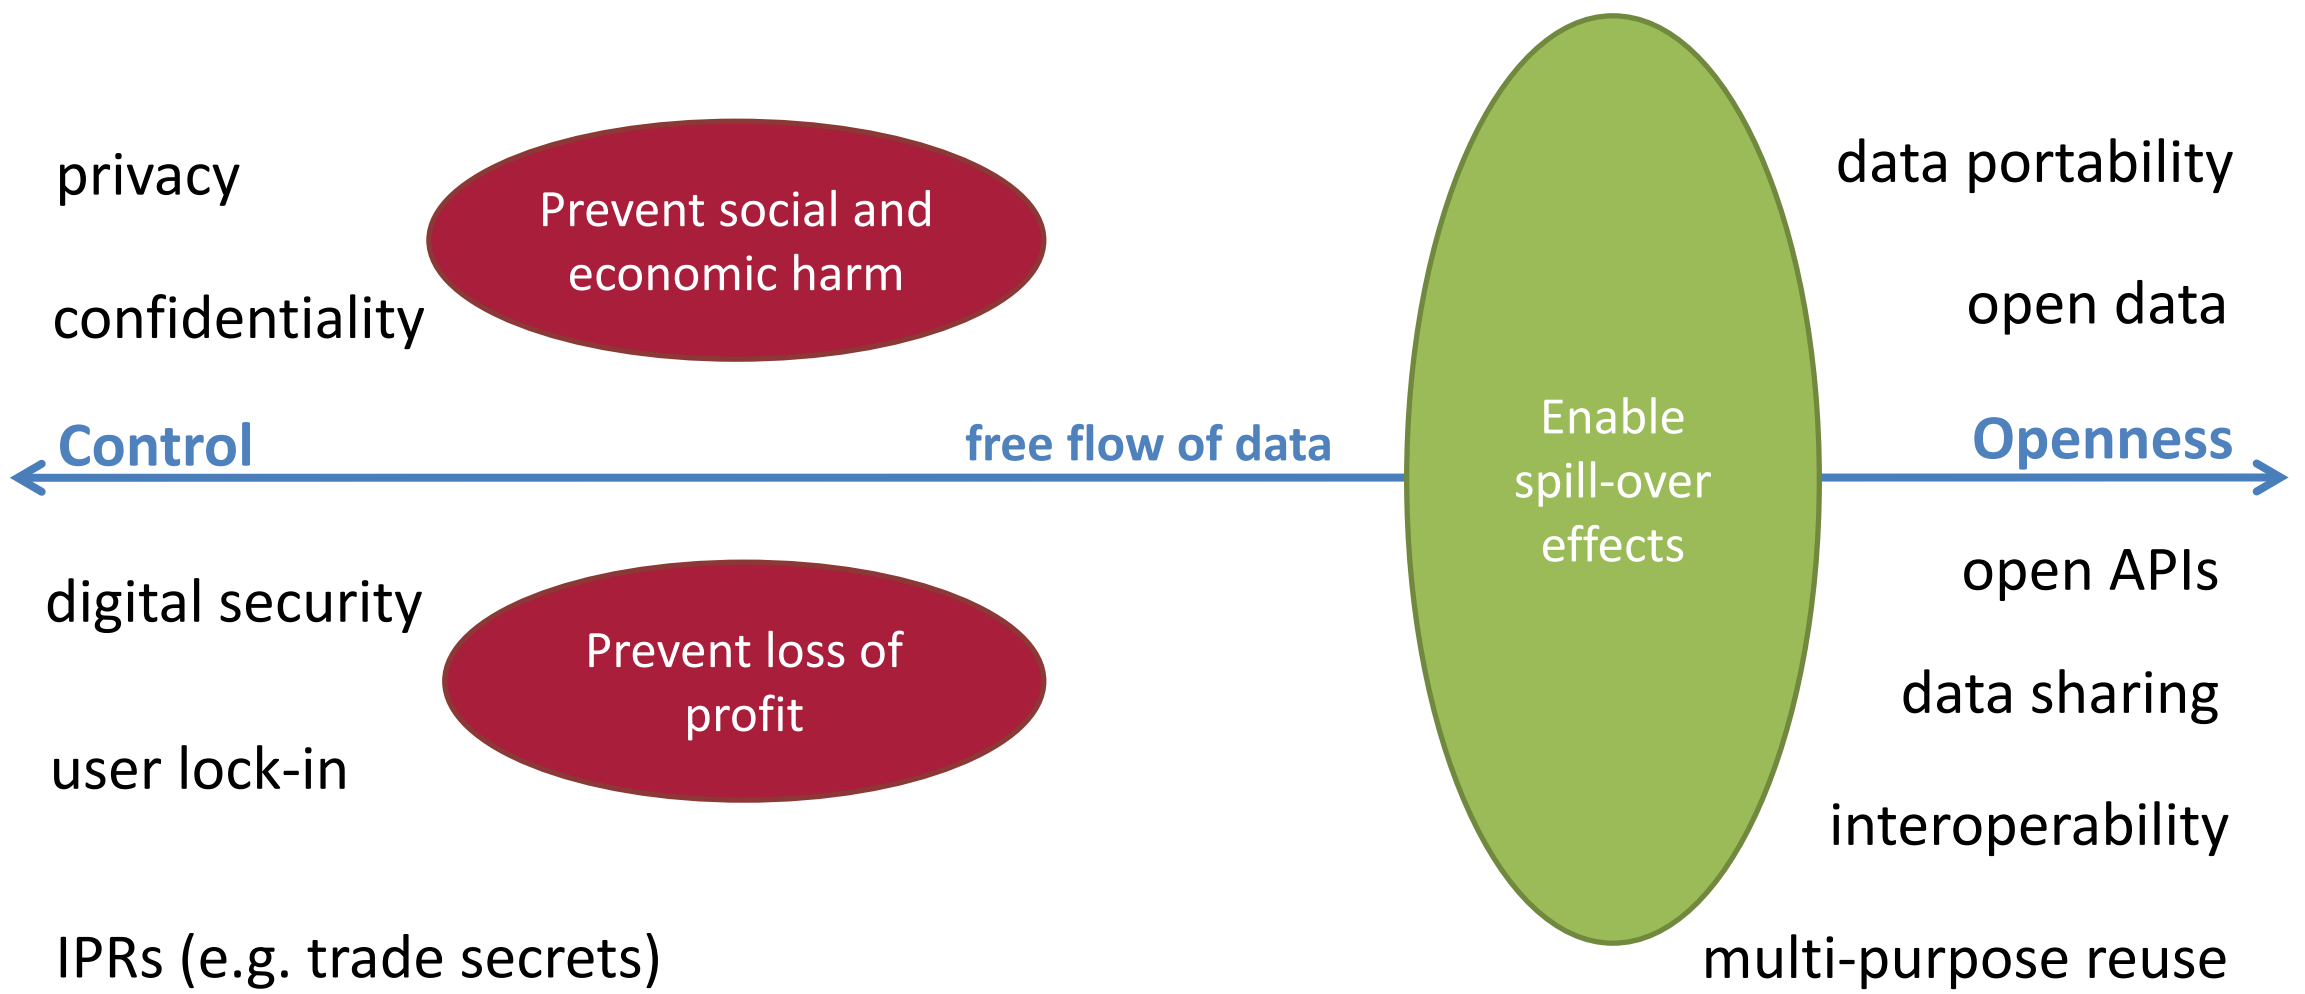 privacy
Prevent social and
economic harm
data portability
confidentiality
open data
Control
free flow of data
Enable
spill-over
effects
Openness
digital security
Prevent loss of
profit
open APIs
data sharing
user lock-in
interoperability
IPRs (e.g. trade secrets)
multi-purpose reuse